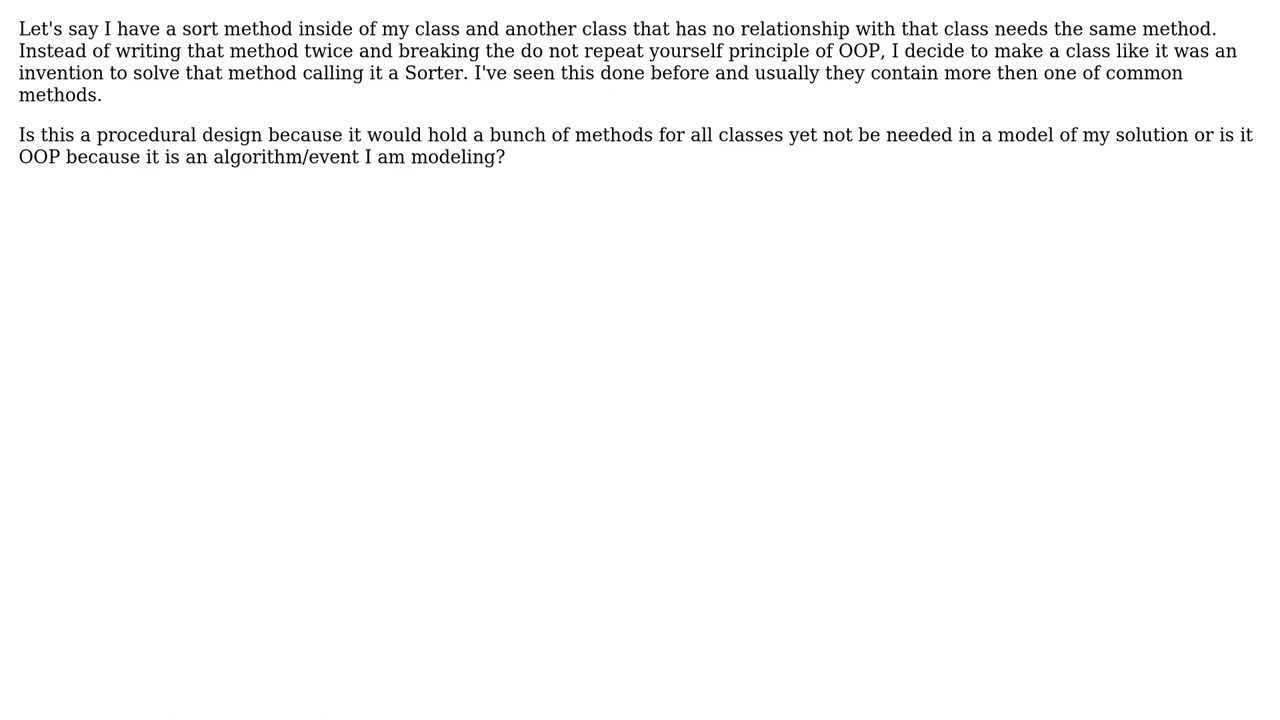 Let's say I have a sort method inside of my class and another class that has no relationship with that class needs the same method.
Instead of writing that method twice and breaking the do not repeat yourself principle of OOP, I decide to make a class like it was an
invention to solve that method calling it a Sorter. I've seen this done before and usually they contain more then one of common
methods.
Is this a procedural design because it would hold a bunch of methods for all classes yet not be needed in a model of my solution or is it
OOP because it is an algorithm/event I am modeling?